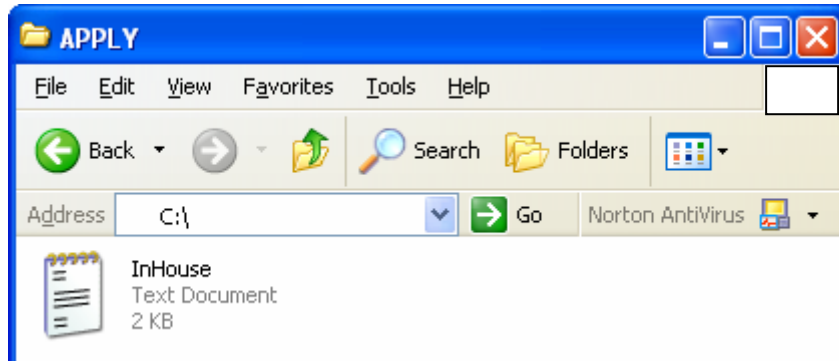 APPLY
File Edit View Favorites Tools Help
Back Search Folders
Address C:\ Go Norton AntiVirus
InHouse
Text Document
2 KB